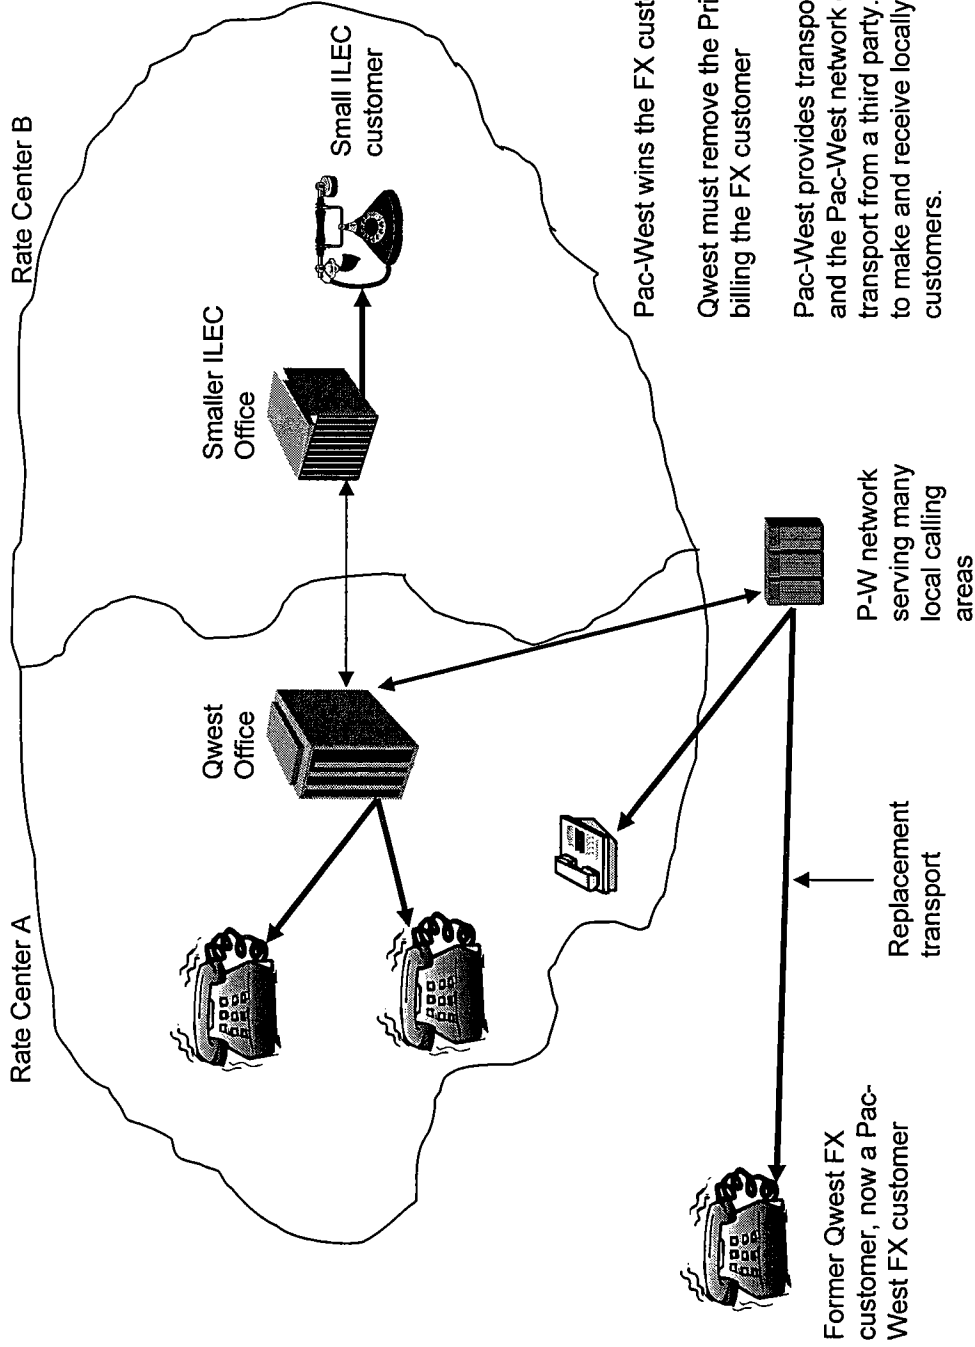 Rate Center A
Rate Center B
Qwest
Office
Smaller ILEC
Office
Small ILEC
customer
Pac-West wins the FX cust
Qwest must remove the Pri
billing the FX customer
Pac-West provides transpo
and the Pac-West network
transport from a third party.
to make and receive locally
customers.
Former Qwest FX
customer, now a Pac-
West FX customer
Replacement
transport
P-W network
serving many
local calling
areas